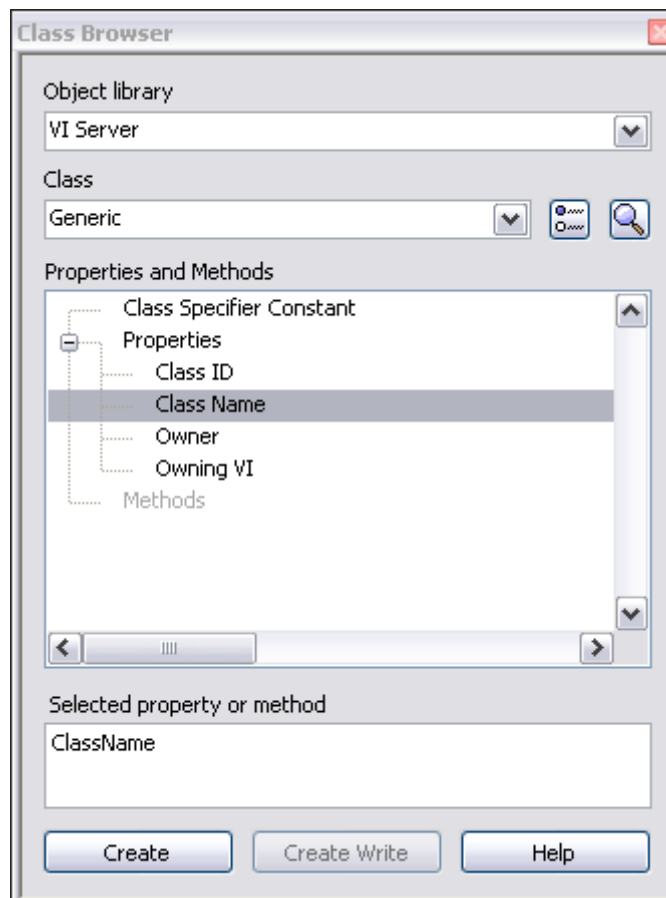 Class Browser
Object library
VI Server
Class
Generic
Properties and Methods
Class Specifier Constant
Properties
Class ID
Class Name
Owner
Owning VI
Methods
Selected property or method
ClassName
Create
Create Write
Help